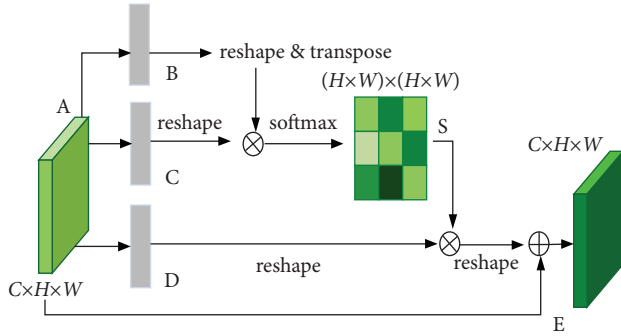 reshape & transpose
B
(H×W)×(H×W)
A
reshape
softmax
S
C×H×W
C
D
reshape
reshape
C×H×W
E